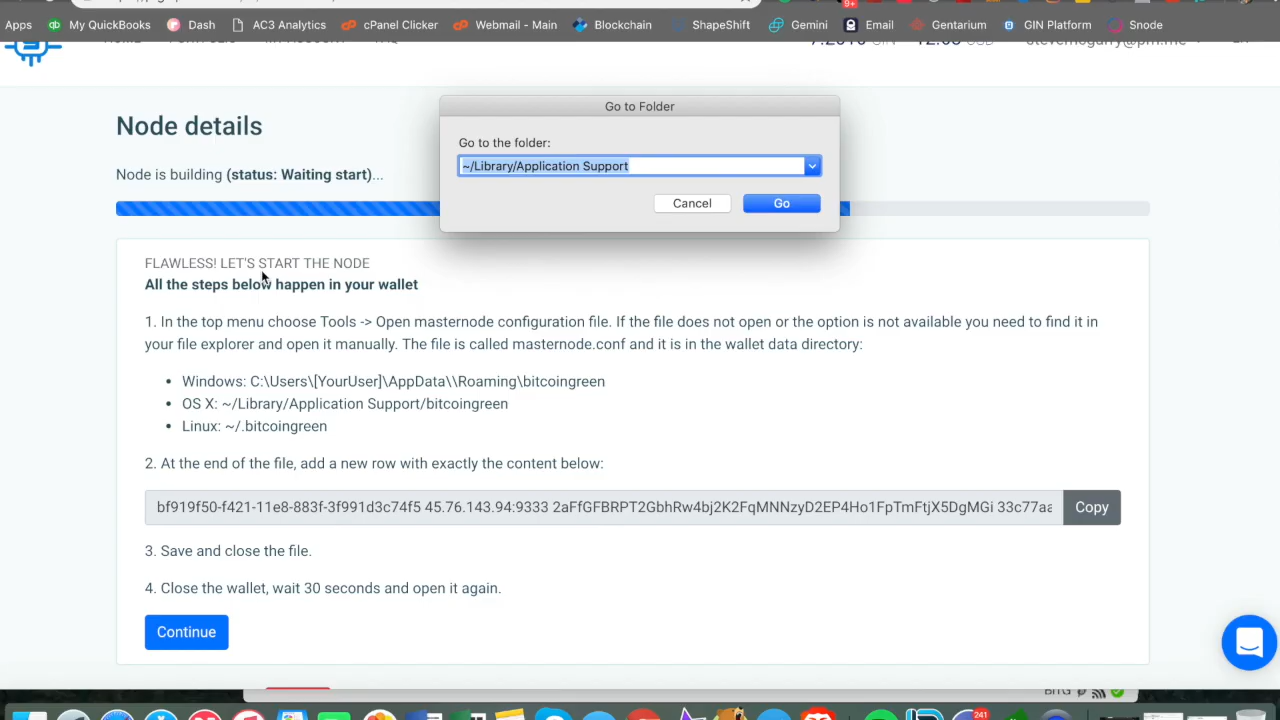 9+
Apps My QuickBooks Dash AC3 Analytics cPanel Clicker Webmail - Main Blockchain ShapeShift Gemini Email Gentarium GIN Platform Snode
Go to Folder
Go to the folder:
~/Library/Application Support
Cancel Go
Node details
Node is building (status: Waiting start)...
FLAWLESS! LET'S START THE NODE
All the steps below happen in your wallet
1. In the top menu choose Tools -> Open masternode configuration file. If the file does not open or the option is not available you need to find it in
your file explorer and open it manually. The file is called masternode.conf and it is in the wallet data directory:
• Windows: C:\Users\[YourUser]\AppData\\Roaming\bitcoingreen
• OS X: ~/Library/Application Support/bitcoingreen
• Linux: ~/.bitcoingreen
2. At the end of the file, add a new row with exactly the content below:
bf919f50-f421-11e8-883f-3f991d3c74f5 45.76.143.94:9333 2aFfGFBRPT2GbhRw4bj2K2FqMNNzyD2EP4Ho1FpTmFtjX5DgMGi 33c77aa
Copy
3. Save and close the file.
4. Close the wallet, wait 30 seconds and open it again.
Continue
BITG
241